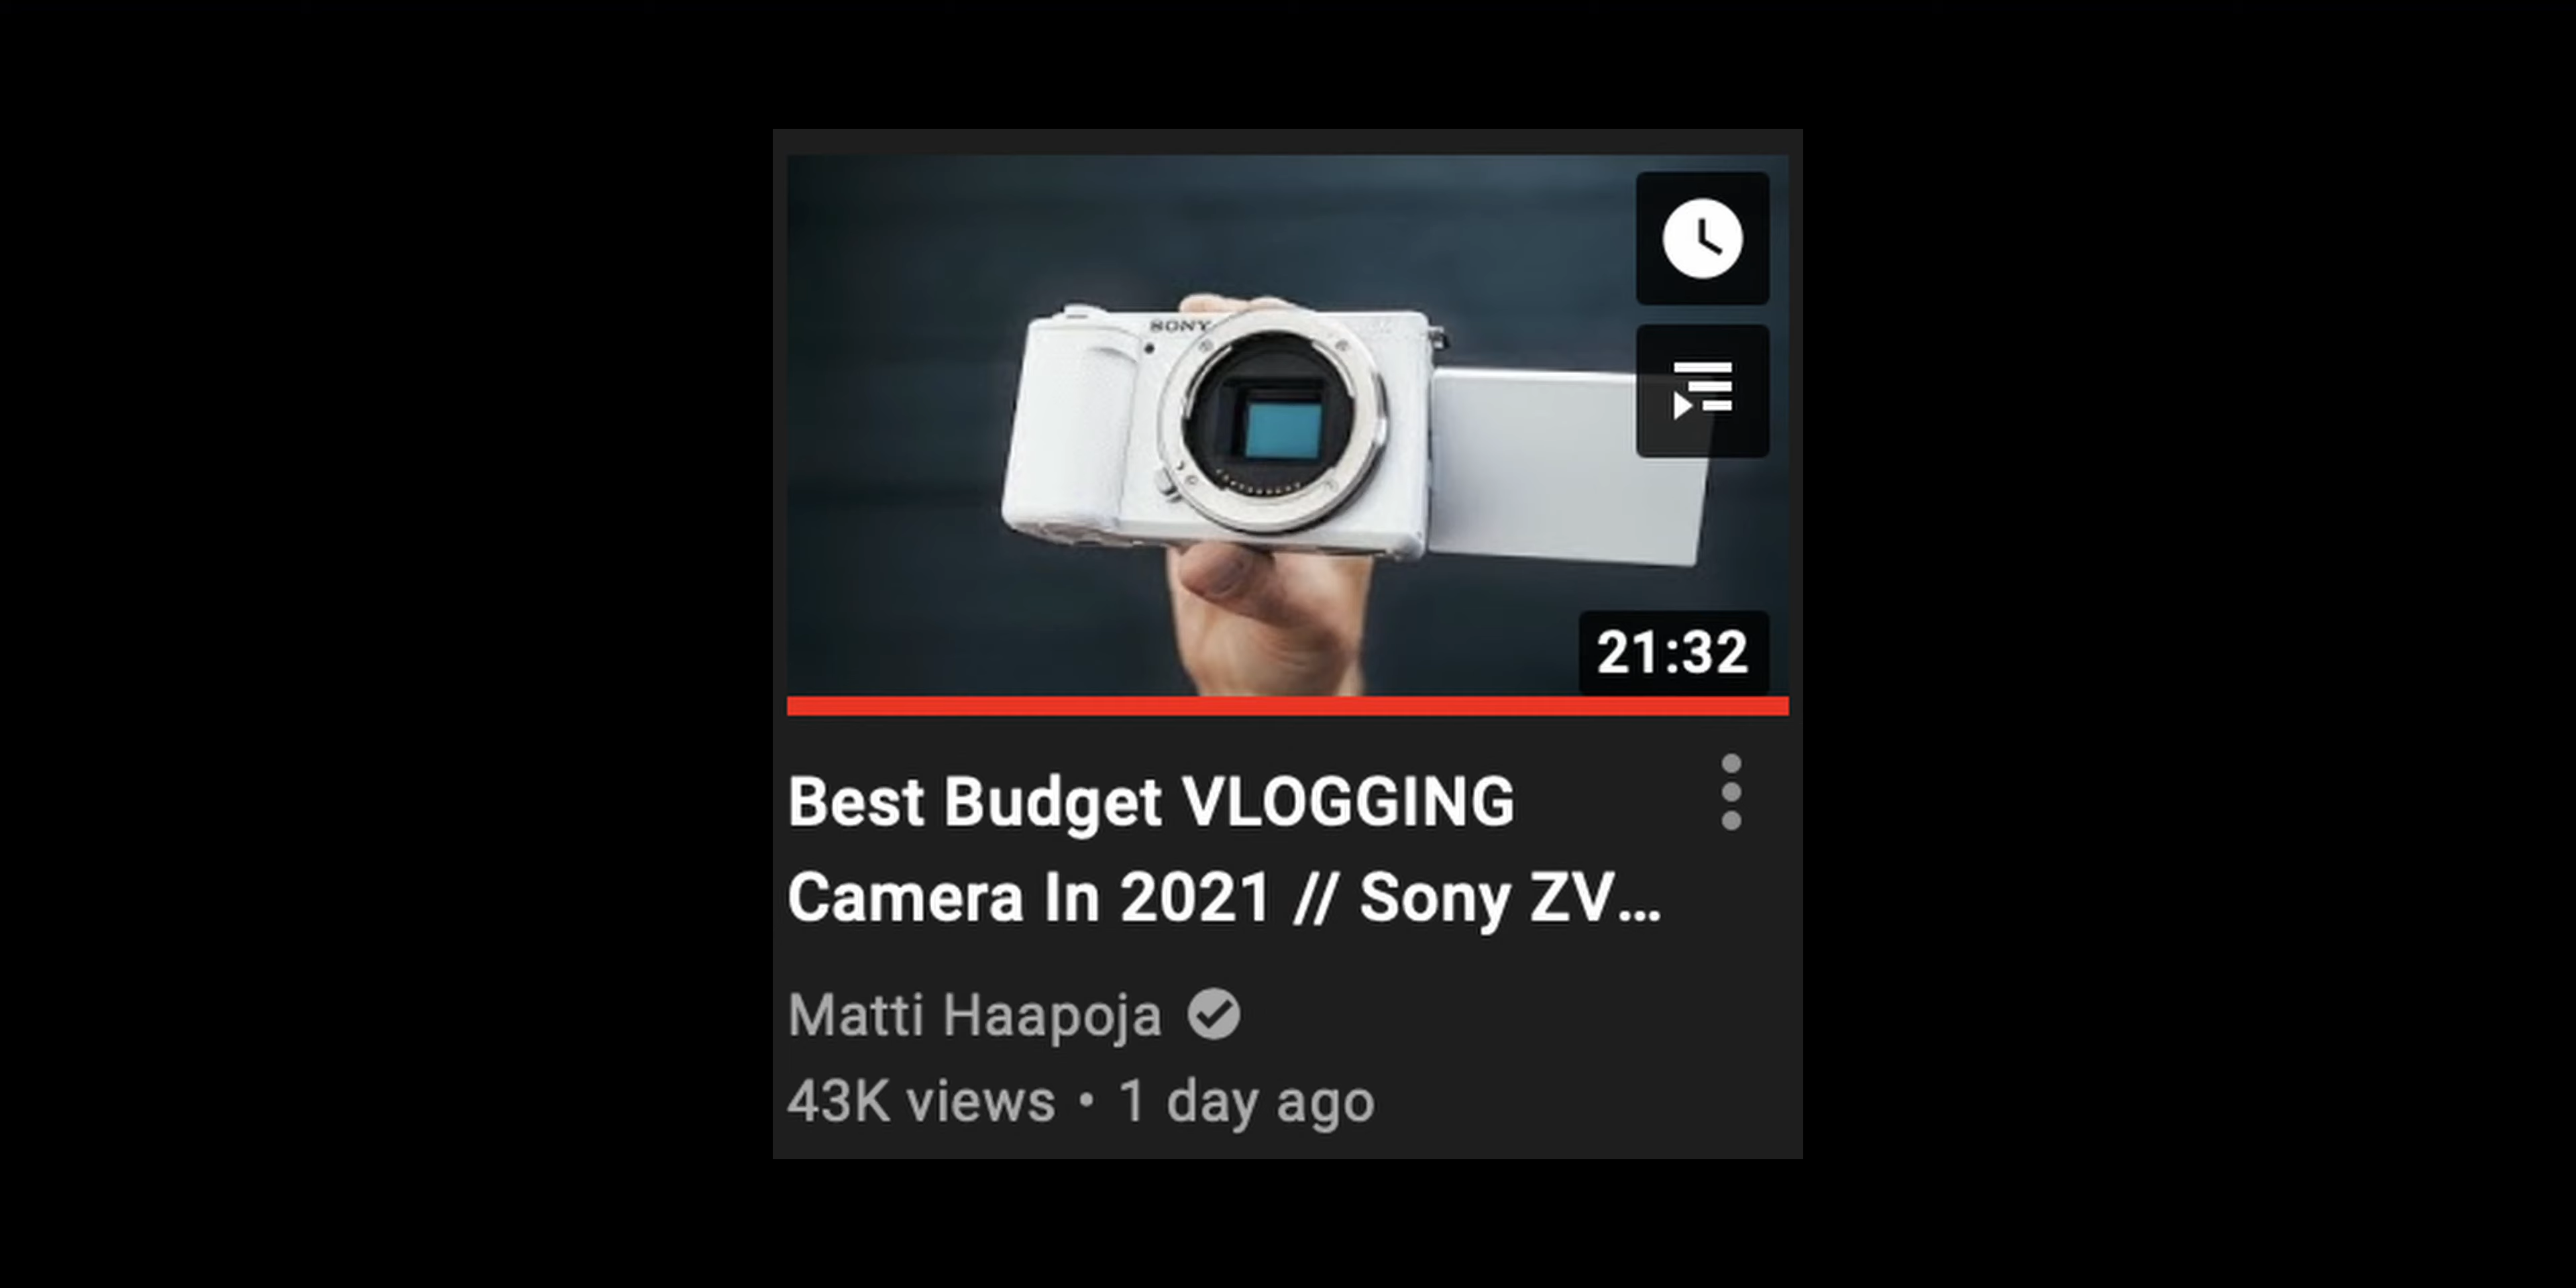 SONY
21:32
Best Budget VLOGGING
Camera In 2021 // Sony ZV...
Matti Haapoja
43K views • 1 day ago